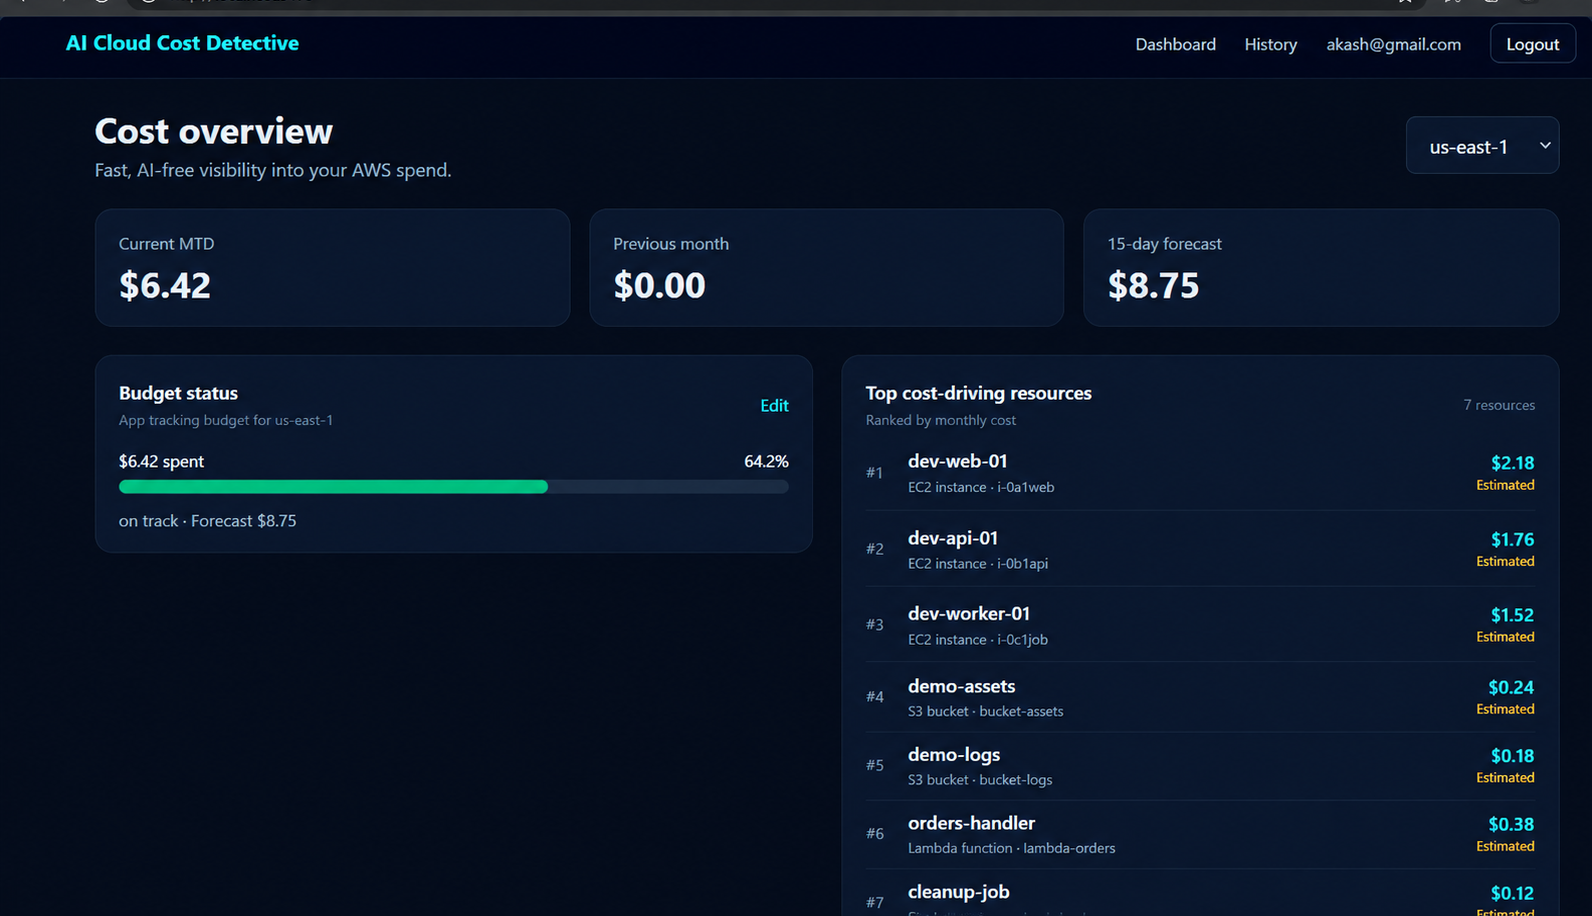 AI Cloud Cost Detective
Dashboard
History
akash@gmail.com
Logout
Cost overview
Fast, AI-free visibility into your AWS spend.
us-east-1
Current MTD
$6.42
Previous month
$0.00
15-day forecast
$8.75
Budget status
App tracking budget for us-east-1
Edit
$6.42 spent
64.2%
on track · Forecast $8.75
Top cost-driving resources
Ranked by monthly cost
7 resources
#1
dev-web-01
EC2 instance · i-0a1web
$2.18
Estimated
#2
dev-api-01
EC2 instance · i-0b1api
$1.76
Estimated
#3
dev-worker-01
EC2 instance · i-0c1job
$1.52
Estimated
#4
demo-assets
S3 bucket · bucket-assets
$0.24
Estimated
#5
demo-logs
S3 bucket · bucket-logs
$0.18
Estimated
#6
orders-handler
Lambda function · lambda-orders
$0.38
Estimated
#7
cleanup-job
$0.12
Estimated